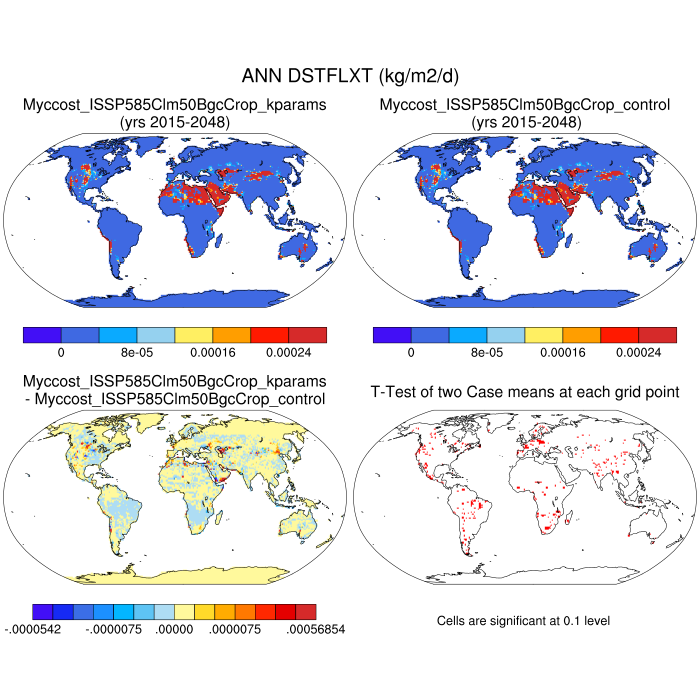 ANN DSTFLXT (kg/m2/d)
Myccost_ISSP585Clm50BgcCrop_kparams
(yrs 2015-2048)
Myccost_ISSP585Clm50BgcCrop_control
(yrs 2015-2048)
0 8e-05 0.00016 0.00024
0 8e-05 0.00016 0.00024
Myccost_ISSP585Clm50BgcCrop_kparams
- Myccost_ISSP585Clm50BgcCrop_control
T-Test of two Case means at each grid point
-.0000542 -.0000075 .00000 .0000075 .00056854
Cells are significant at 0.1 level